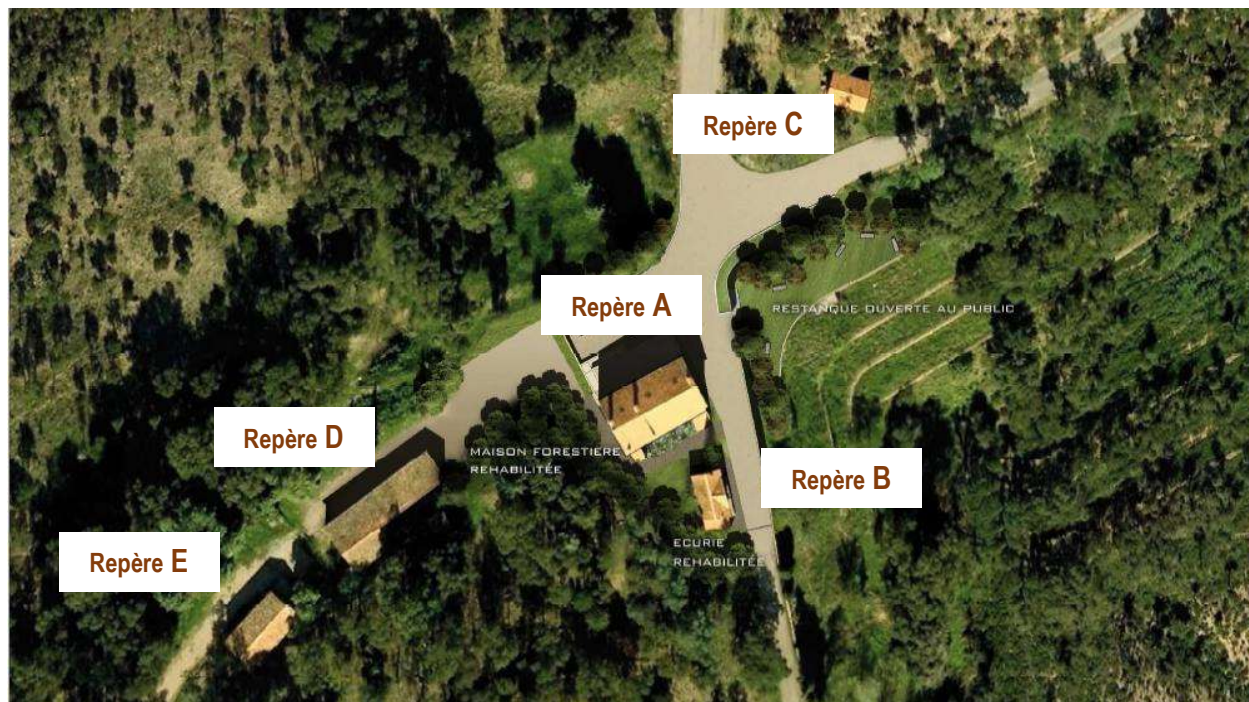 Repère C
Repère A
RESTANQUE OUVERTE AU PUBLIC
Repère D
MAISON FORESTIERE
REHABILITÉE
Repère B
Repère E
ECURIE
REHABILITÉE